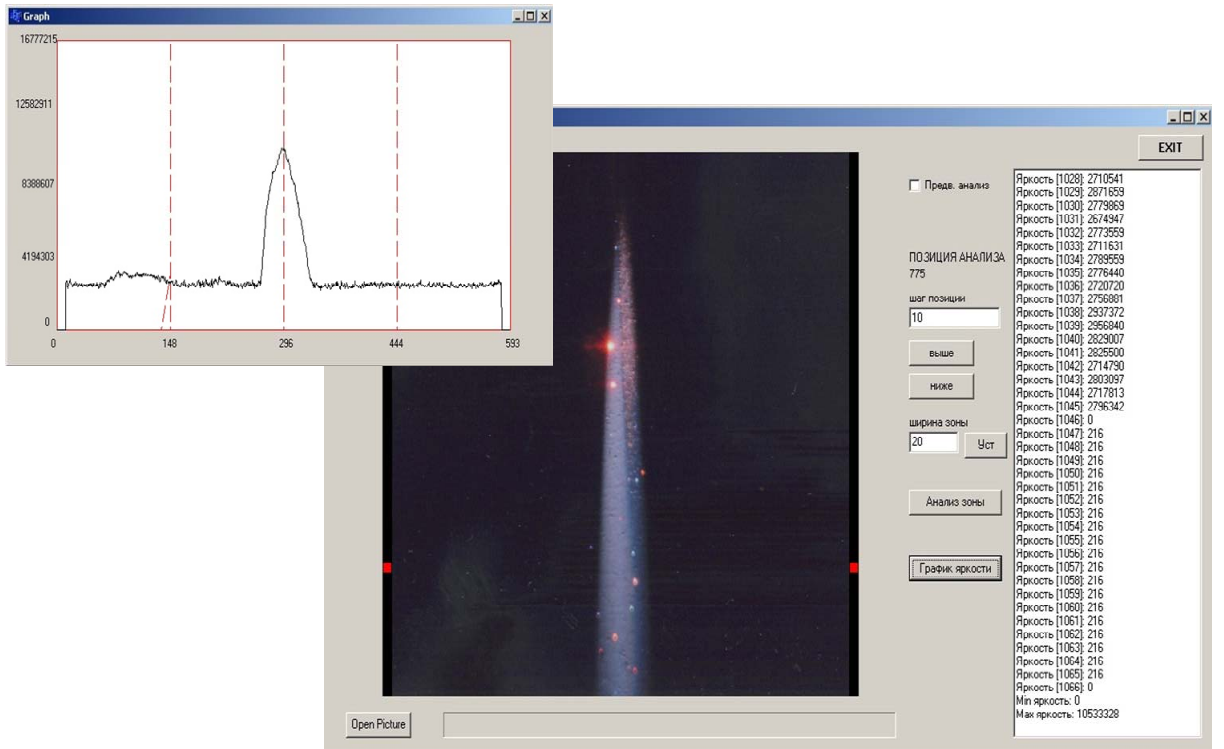 Graph
16777215
12582911
8388607
4194303
0
0 148 296 444 593
EXIT
Предв. анализ
ПОЗИЦИЯ АНАЛИЗА
775
шаг позиции
10
выше
ниже
ширина зоны
20 Уст
Анализ зоны
График яркости
Open Picture
Яркость [1028]: 2710541
Яркость [1029]: 2871659
Яркость [1030]: 2779869
Яркость [1031]: 2674947
Яркость [1032]: 2773559
Яркость [1033]: 2711631
Яркость [1034]: 2789559
Яркость [1035]: 2776440
Яркость [1036]: 2720720
Яркость [1037]: 2756881
Яркость [1038]: 2937372
Яркость [1039]: 2956840
Яркость [1040]: 2829007
Яркость [1041]: 2825500
Яркость [1042]: 2714790
Яркость [1043]: 2803097
Яркость [1044]: 2717813
Яркость [1045]: 2796342
Яркость [1046]: 0
Яркость [1047]: 216
Яркость [1048]: 216
Яркость [1049]: 216
Яркость [1050]: 216
Яркость [1051]: 216
Яркость [1052]: 216
Яркость [1053]: 216
Яркость [1054]: 216
Яркость [1055]: 216
Яркость [1056]: 216
Яркость [1057]: 216
Яркость [1058]: 216
Яркость [1059]: 216
Яркость [1060]: 216
Яркость [1061]: 216
Яркость [1062]: 216
Яркость [1063]: 216
Яркость [1064]: 216
Яркость [1065]: 216
Яркость [1066]: 0
Min яркость: 0
Max яркость: 10533328